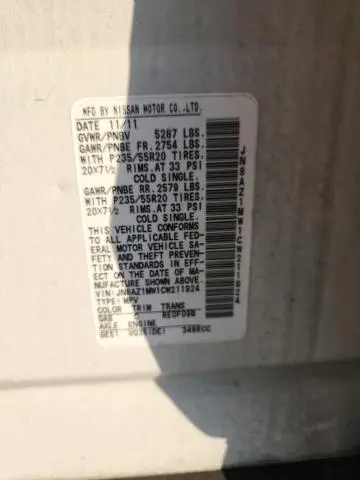 MFD BY NISSAN MOTOR CO.,LTD.
DATE 11/11
GVWR/PNBV 5287 LBS.
GAWR/PNBE FR. 2754 LBS.
WITH P235/55R20 TIRES,
20X7½ RIMS.AT 33 PSI
COLD SINGLE.
GAWR/PNBE RR. 2579 LBS.
WITH P235/55R20 TIRES,
20X7½ RIMS.AT 33 PSI
COLD SINGLE.
THIS VEHICLE CONFORMS
TO ALL APPLICABLE FED-
ERAL MOTOR VEHICLE SA-
FETY AND THEFT PREVEN-
TION STANDARDS IN EFF-
ECT ON THE DATE OF MA-
NUFACTURE SHOWN ABOVE.
VIN: JN8AZ1MW1CW211924
TYPE: MPV
COLOR TRIM TRANS
C RE0F09B
AXLE ENGINE
VQ35(DE) 3498CC
JN8AZ1MW1CW211924